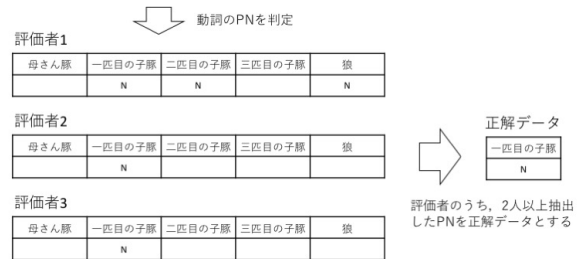 動詞のPNを判定
評価者1
母さん豚 一匹目の子豚 二匹目の子豚 三匹目の子豚 狼
N N N
評価者2
母さん豚 一匹目の子豚 二匹目の子豚 三匹目の子豚 狼
N
評価者3
母さん豚 一匹目の子豚 二匹目の子豚 三匹目の子豚 狼
N
正解データ
一匹目の子豚
N
評価者のうち，2人以上抽出
したPNを正解データとする